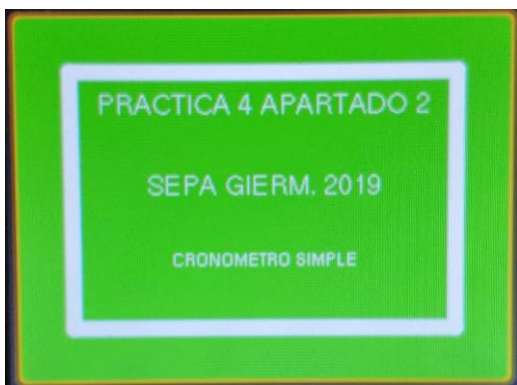 PRACTICA 4 APARTADO 2
SEPA GIERM. 2019
CRONOMETRO SIMPLE